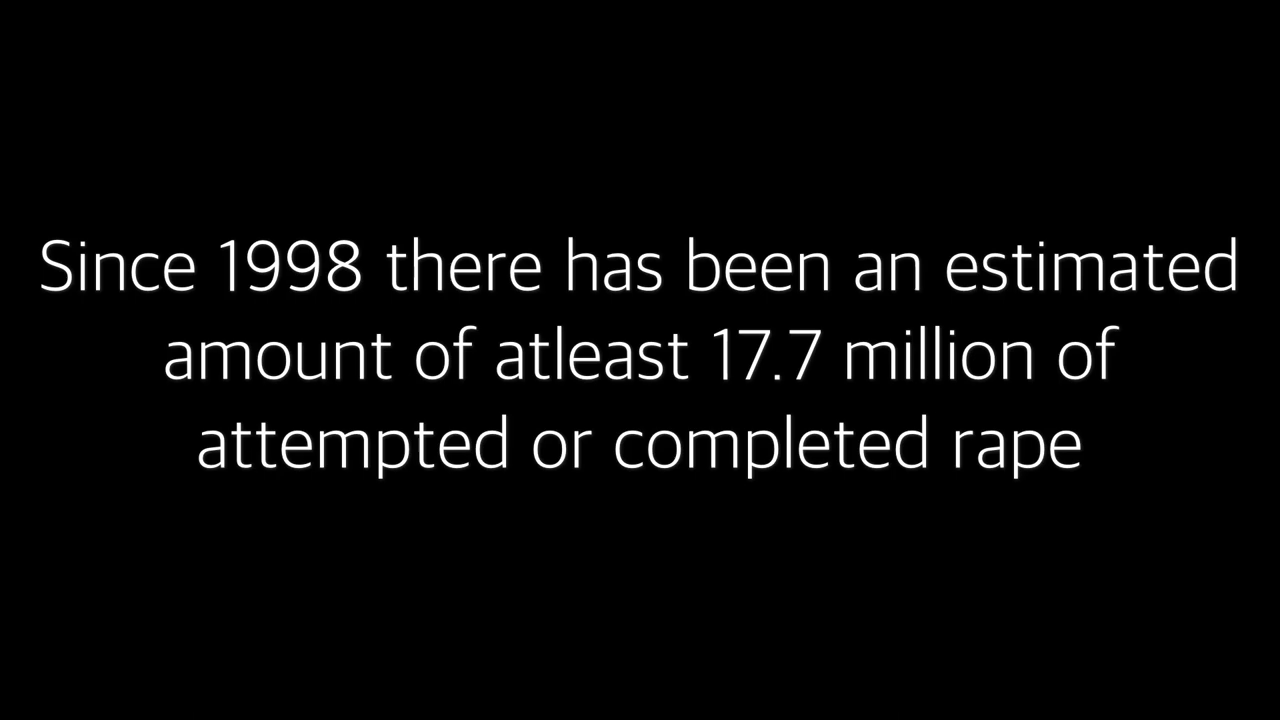 Since 1998 there has been an estimated
amount of atleast 17.7 million of
attempted or completed rape